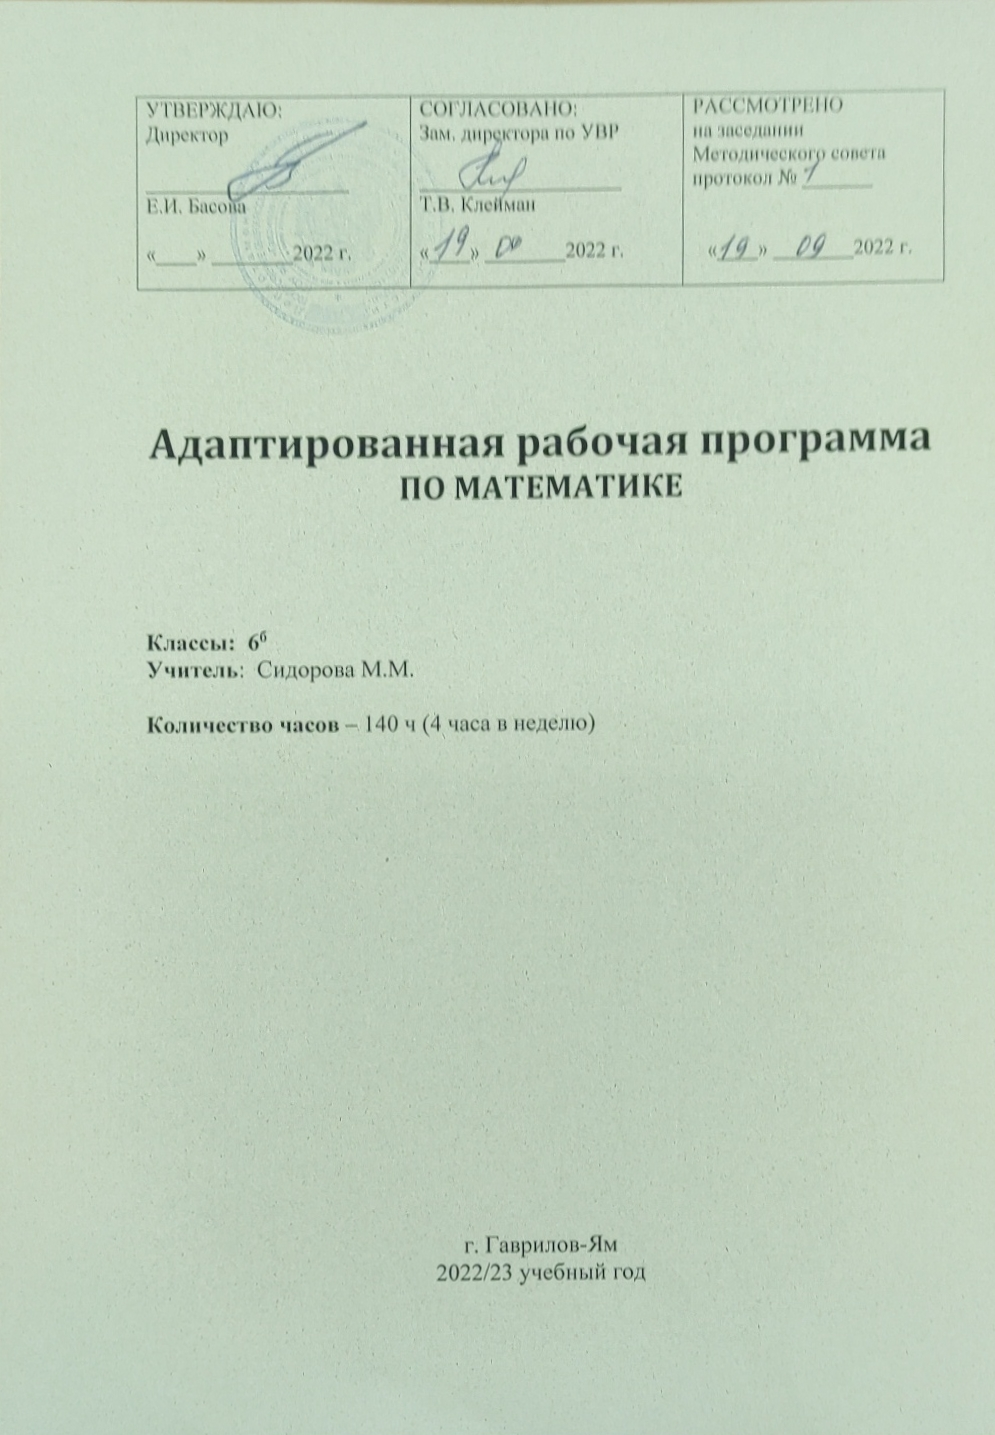 УТВЕРЖДАЮ:
Директор
Е.И. Басова
«____» ________2022 г.
СОГЛАСОВАНО:
Зам. директора по УВР
Т.В. Клейман
«19» 2022 г.
РАССМОТРЕНО
на заседании
Методического совета
протокол № 1
«19» 09 2022 г.
Адаптированная рабочая программа
ПО МАТЕМАТИКЕ
Классы: 6б
Учитель: Сидорова М.М.
Количество часов – 140 ч (4 часа в неделю)
г. Гаврилов-Ям
2022/23 учебный год